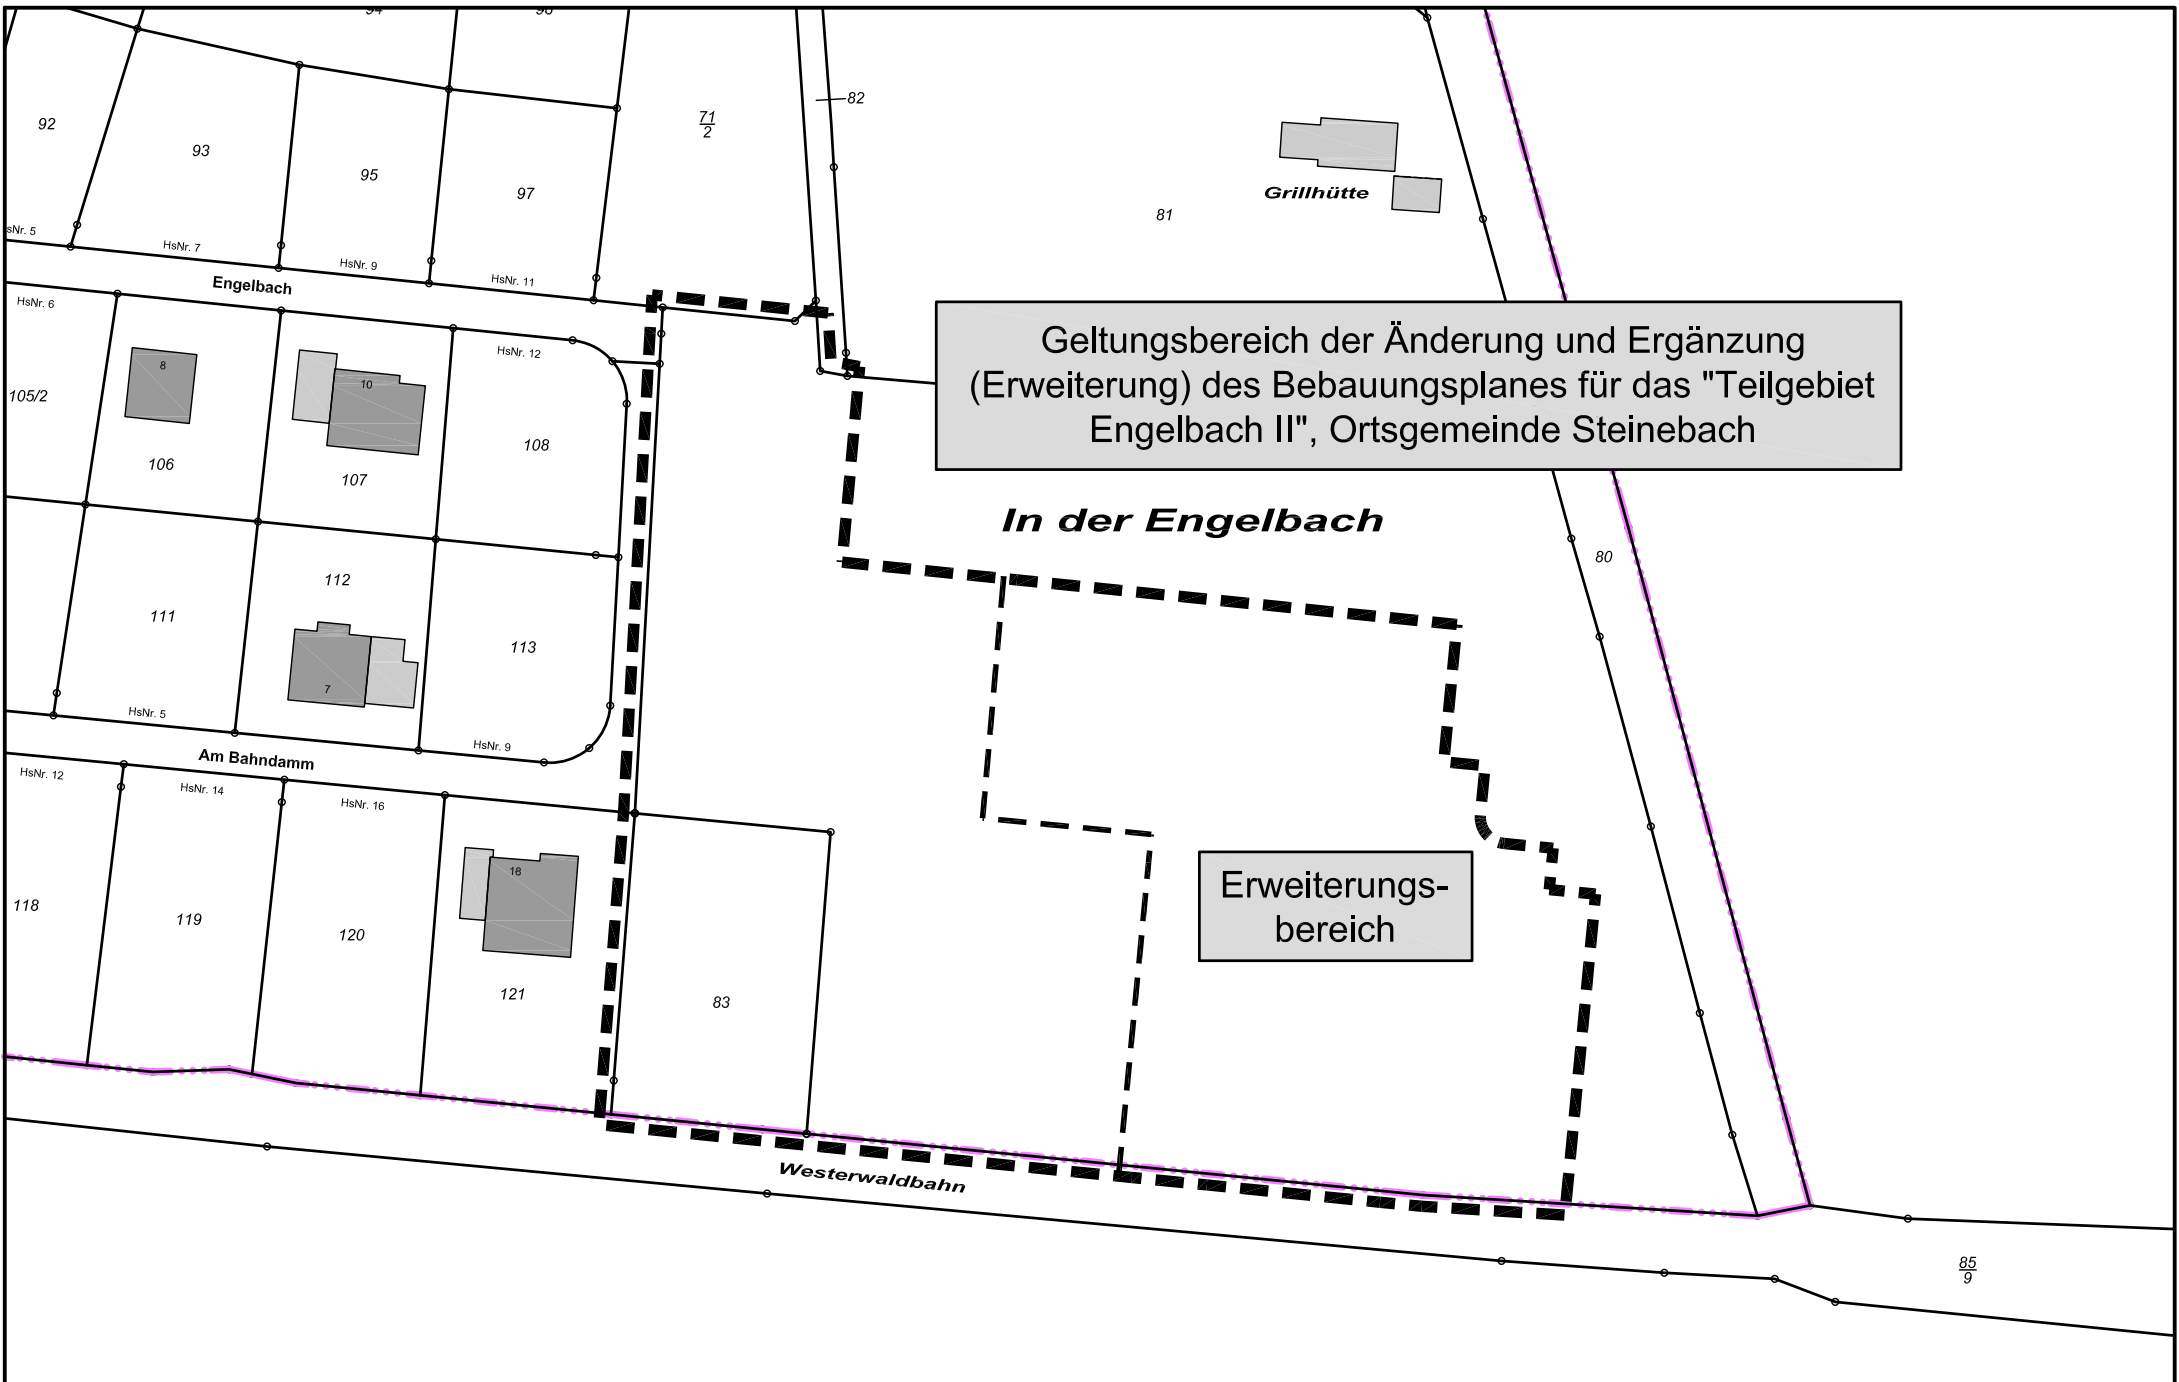 94
96
92
93
95
97
71
2
82
81
Grillhütte
sNr. 5
HsNr. 7
HsNr. 9
HsNr. 11
Engelbach
HsNr. 6
HsNr. 12
8
10
105/2
106
107
108
Geltungsbereich der Änderung und Ergänzung
(Erweiterung) des Bebauungsplanes für das "Teilgebiet
Engelbach II", Ortsgemeinde Steinebach
In der Engelbach
80
111
112
113
7
HsNr. 5
HsNr. 9
Am Bahndamm
HsNr. 12
HsNr. 14
HsNr. 16
18
118
119
120
121
83
Erweiterungs-
bereich
Westerwaldbahn
85
9